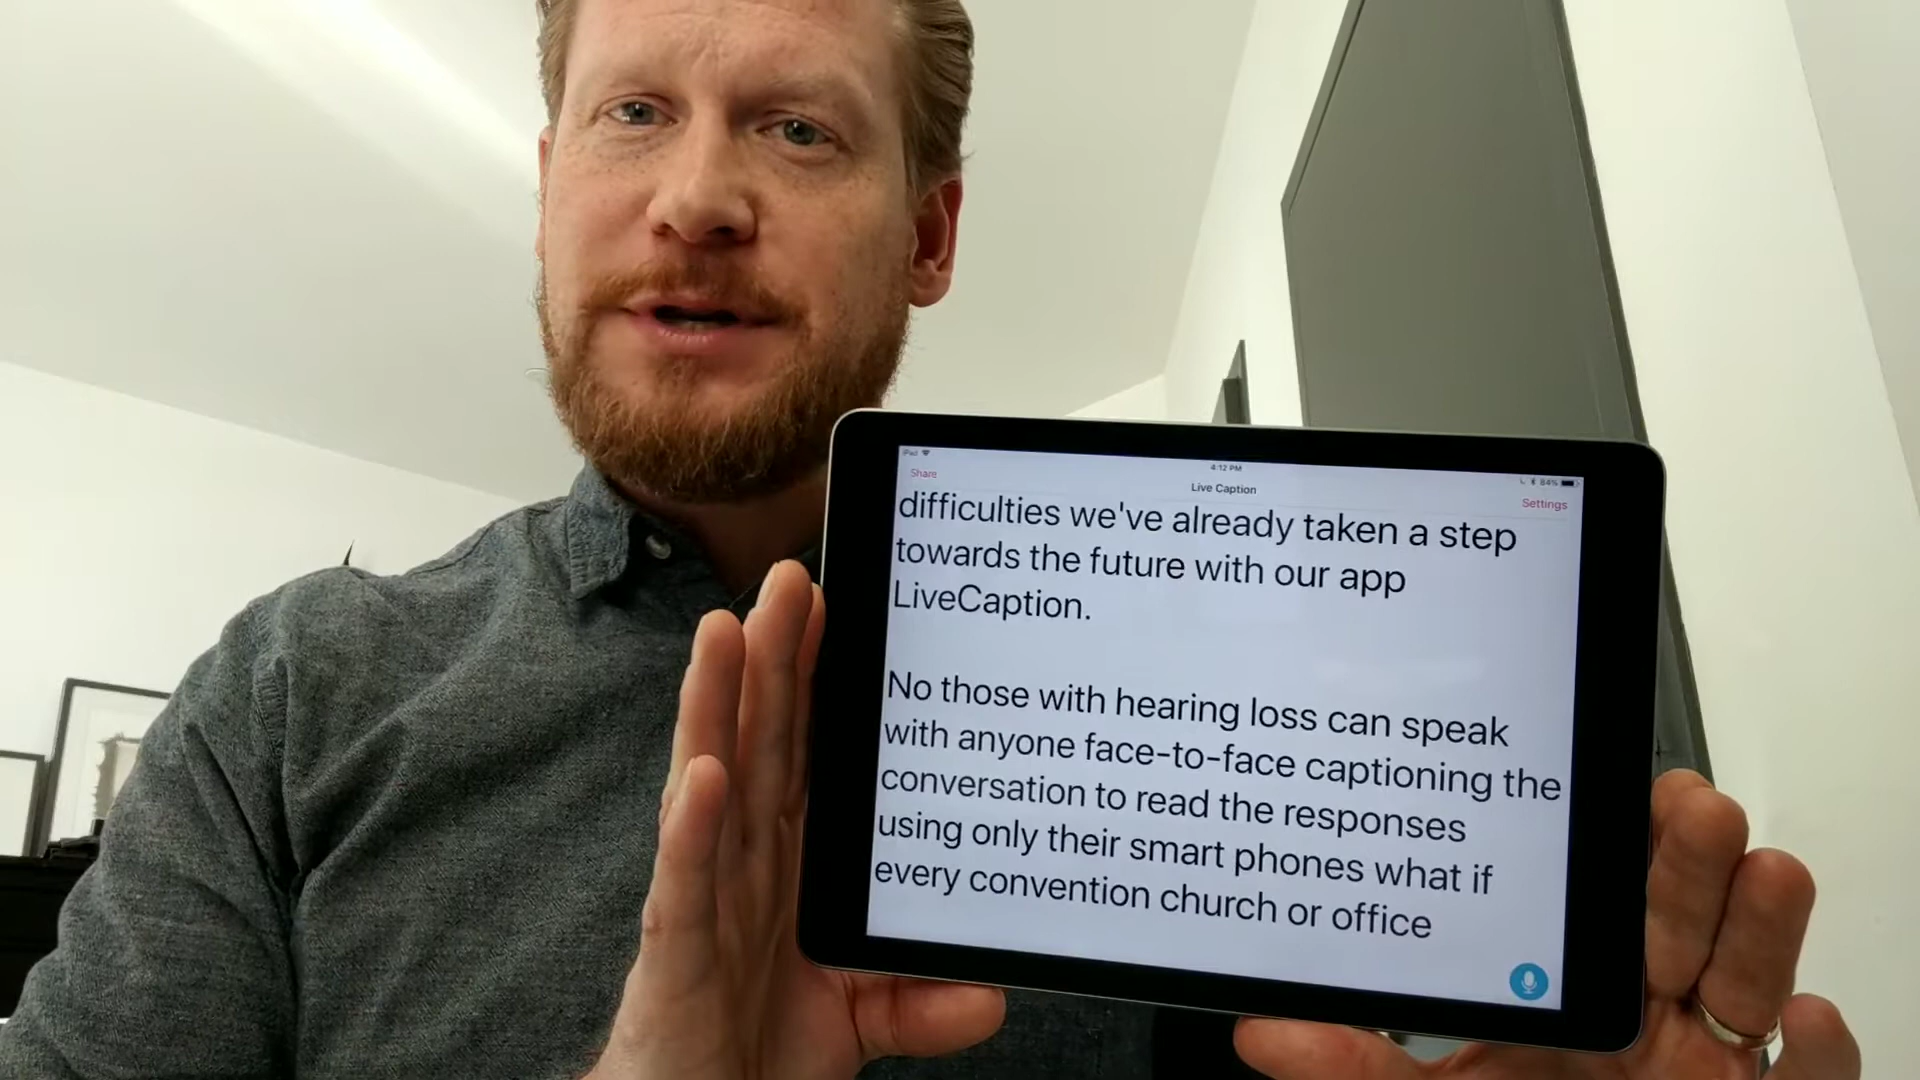 iPad
4:12 PM
84%
Share
Live Caption
Settings
difficulties we've already taken a step
towards the future with our app
LiveCaption.
No those with hearing loss can speak
with anyone face-to-face captioning the
conversation to read the responses
using only their smart phones what if
every convention church or office